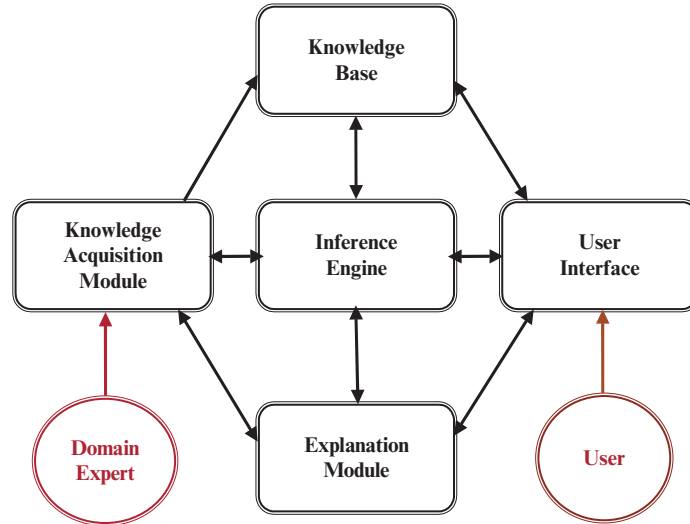 Knowledge
Base
Knowledge
Acquisition
Module
Inference
Engine
User
Interface
Domain
Expert
Explanation
Module
User